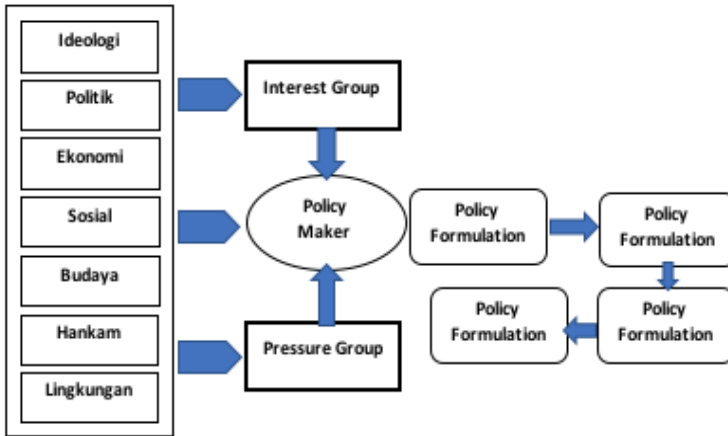 Ideologi
Politik
Ekonomi
Sosial
Budaya
Hankam
Lingkungan
Interest Group
Policy
Maker
Pressure Group
Policy
Formulation
Policy
Formulation
Policy
Formulation
Policy
Formulation